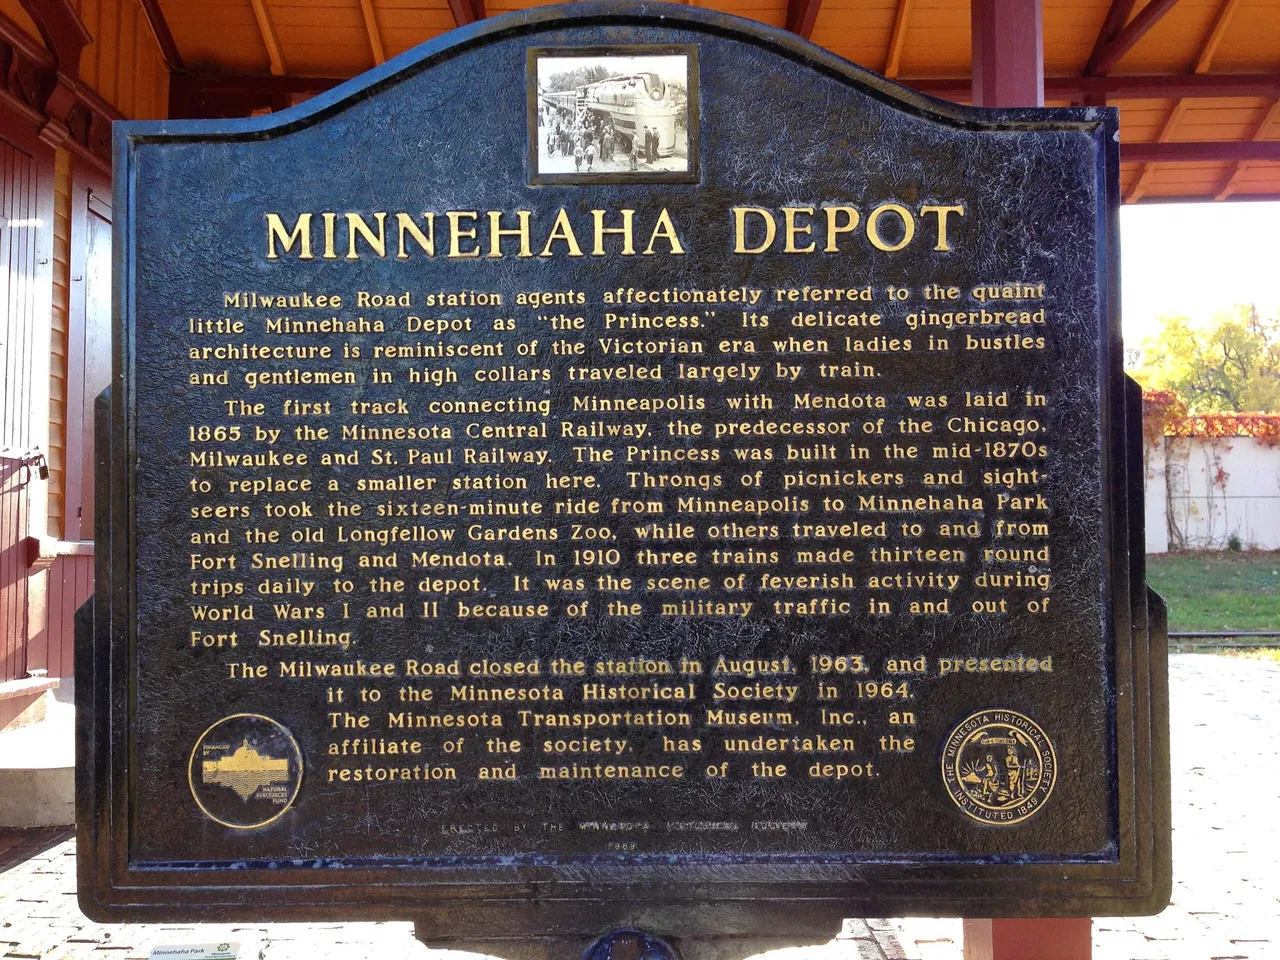 MINNEHAHA DEPOT
Milwaukee Road station agents affectionately referred to the quaint
little Minnehaha Depot as "the Princess." Its delicate gingerbread
architecture is reminiscent of the Victorian era when ladies in bustles
and gentlemen in high collars traveled largely by train.
The first track connecting Minneapolis with Mendota was laid in
1865 by the Minnesota Central Railway, the predecessor of the Chicago,
Milwaukee and St. Paul Railway. The Princess was built in the mid-1870s
to replace a smaller station here. Throngs of picnickers and sight-
seers took the sixteen-minute ride from Minneapolis to Minnehaha Park
and the old Longfellow Gardens Zoo, while others traveled to and from
Fort Snelling and Mendota. In 1910 three trains made thirteen round
trips daily to the depot. It was the scene of feverish activity during
World Wars I and II because of the military traffic in and out of
Fort Snelling.
The Milwaukee Road closed the station in August, 1963, and presented
it to the Minnesota Historical Society in 1964.
The Minnesota Transportation Museum, Inc., an
affiliate of the society, has undertaken the
restoration and maintenance of the depot.
FINANCED
BY
NATURAL
RESOURCES
FUND
THE MINNESOTA HISTORICAL SOCIETY
INSTITUTED 1849
ERECTED BY THE MINNESOTA HISTORICAL SOCIETY
Minnehaha Park